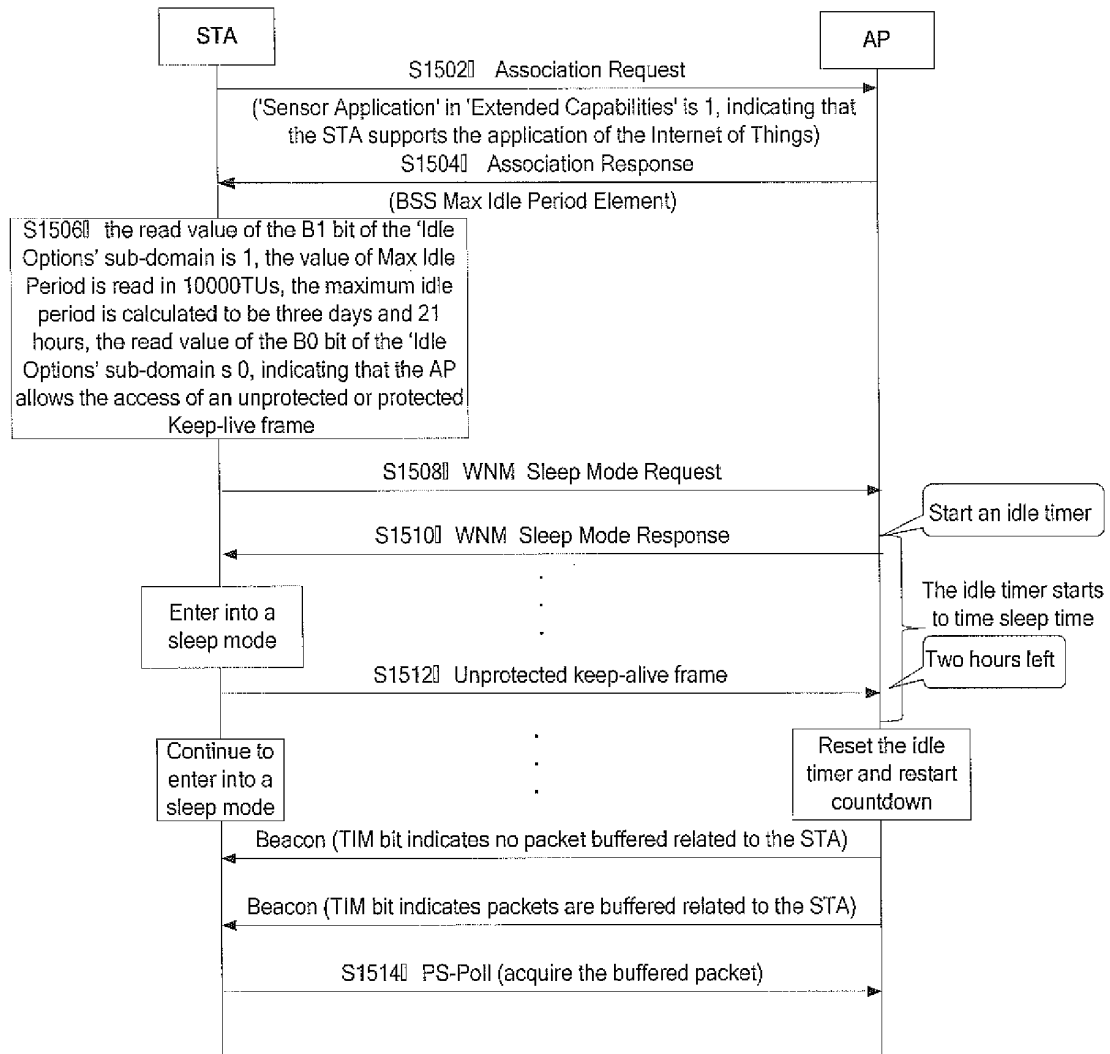 STA
AP
S1502▯ Association Request
('Sensor Application' in 'Extended Capabilities' is 1, indicating that
the STA supports the application of the Internet of Things)
S1504▯ Association Response
(BSS Max Idle Period Element)
S1506▯ the read value of the B1 bit of the 'Idle
Options' sub-domain is 1, the value of Max Idle
Period is read in 10000TUs, the maximum idle
period is calculated to be three days and 21
hours, the read value of the B0 bit of the 'Idle
Options' sub-domain s 0, indicating that the AP
allows the access of an unprotected or protected
Keep-live frame
S1508▯ WNM Sleep Mode Request
Start an idle timer
S1510▯ WNM Sleep Mode Response
Enter into a
sleep mode
The idle timer starts
to time sleep time
Two hours left
S1512▯ Unprotected keep-alive frame
Continue to
enter into a
sleep mode
Reset the idle
timer and restart
countdown
Beacon (TIM bit indicates no packet buffered related to the STA)
Beacon (TIM bit indicates packets are buffered related to the STA)
S1514▯ PS-Poll (acquire the buffered packet)